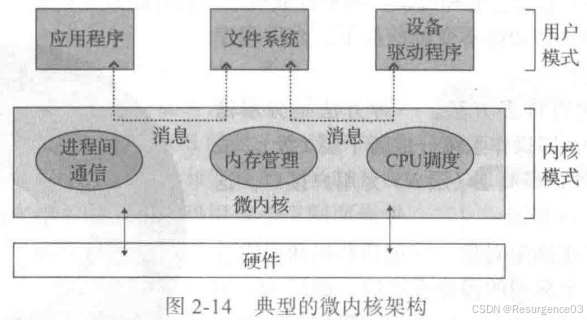 应用程序
文件系统
设备
驱动程序
用户
模式
消息
消息
进程间
通信
内存管理
CPU调度
内核
模式
微内核
硬件
图 2-14 典型的微内核架构
CSDN @Resurgence03